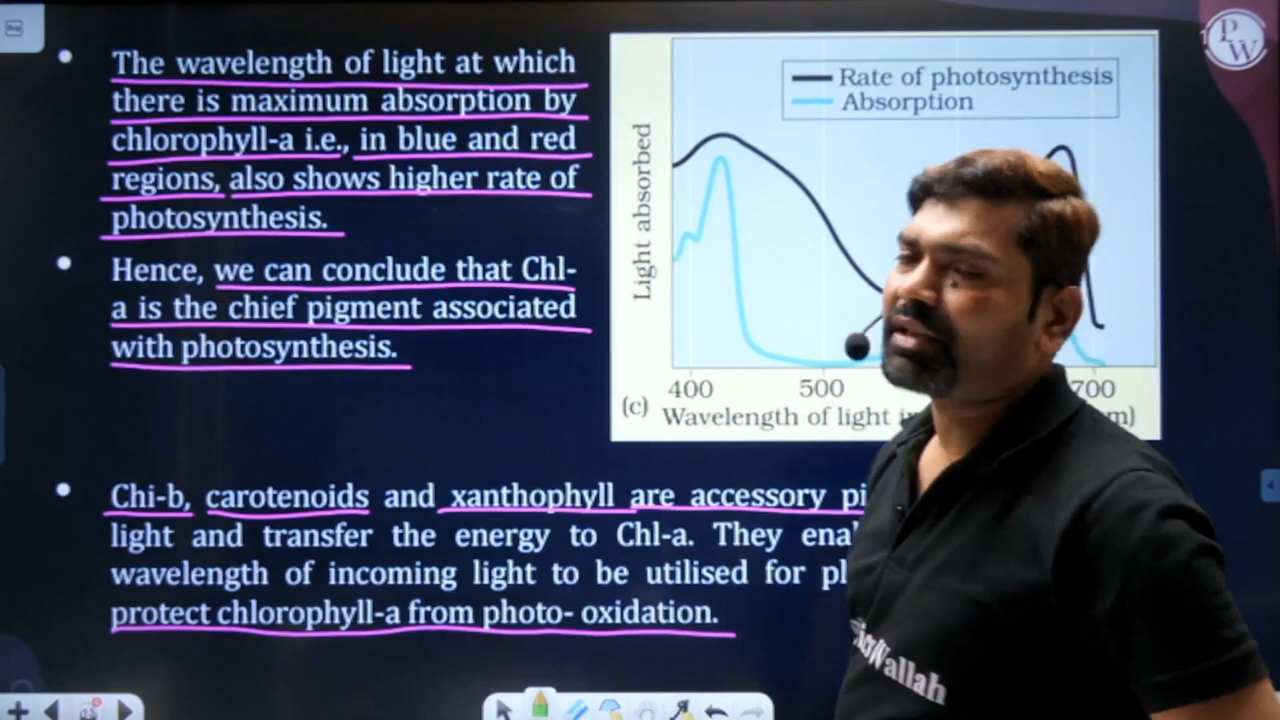 The wavelength of light at which
there is maximum absorption by
chlorophyll-a i.e., in blue and red
regions, also shows higher rate of
photosynthesis.
Hence, we can conclude that Chl-
a is the chief pigment associated
with photosynthesis.
Chi-b, carotenoids and xanthophyll are accessory
light and transfer the energy to Chl-a. They
wavelength of incoming light to be utilised for
protect chlorophyll-a from photo- oxidation.
Rate of photosynthesis
Absorption
Light absorbed
400 500 700
(c) Wavelength of light
P
W
Wallah